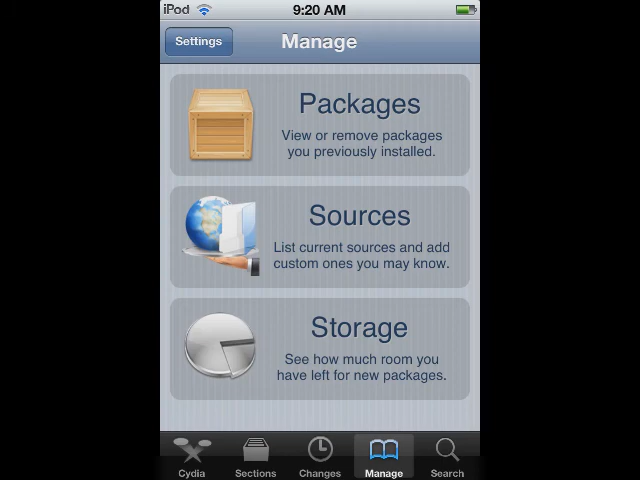 iPod 9:20 AM
Settings Manage
Packages
View or remove packages
you previously installed.
Sources
List current sources and add
custom ones you may know.
Storage
See how much room you
have left for new packages.
Cydia Sections Changes Manage Search